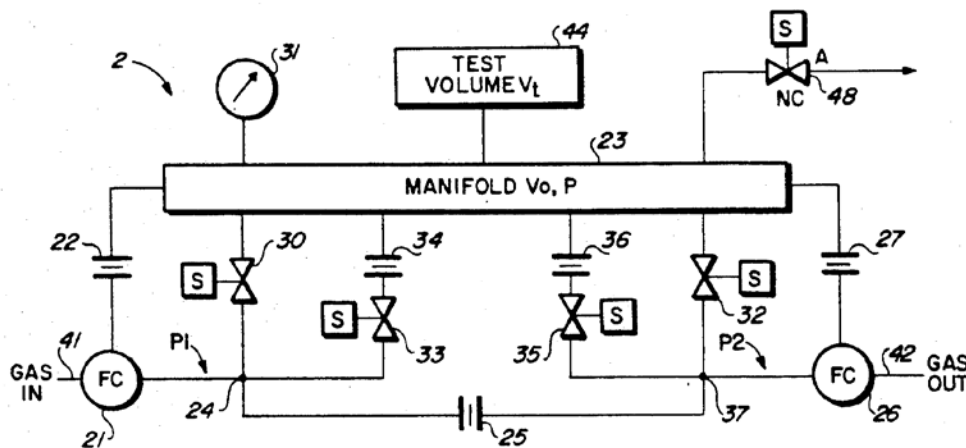 2
31
44
TEST
VOLUME Vt
S
A
NC
48
23
MANIFOLD Vo, P
22
30
34
36
27
S
S
S
S
32
33
35
41
P1
P2
42
GAS
IN
FC
FC
GAS
OUT
21
24
25
37
26